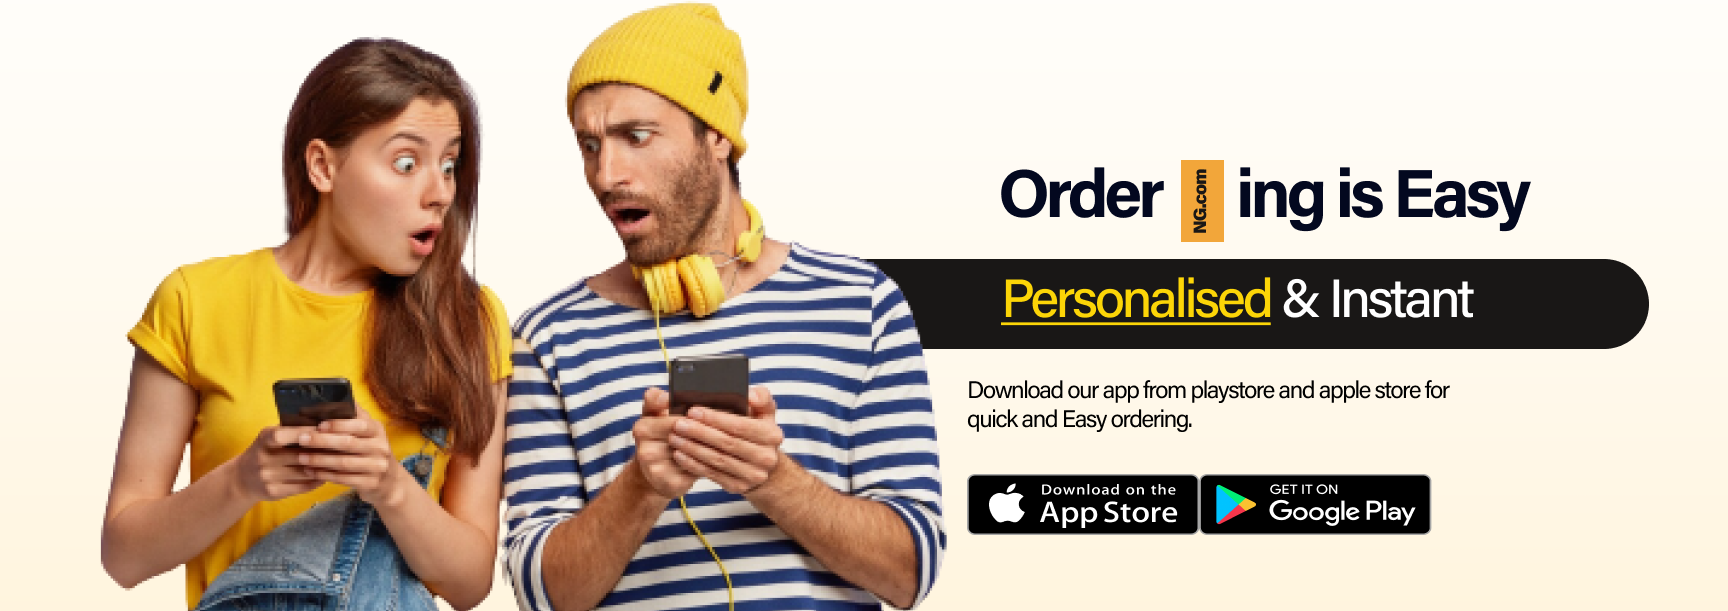 Order NG.com ing is Easy
Personalised & Instant
Download our app from playstore and apple store for
quick and Easy ordering.
Download on the
App Store
GET IT ON
Google Play